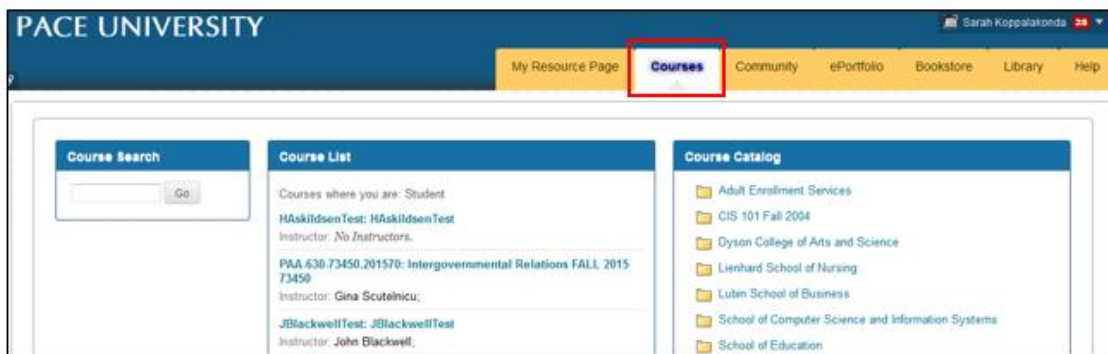 PACE UNIVERSITY
Sarah Koppalakonda 28
My Resource Page Courses Community ePortfolio Bookstore Library Help
Course Search
Go
Course List
Courses where you are: Student
HAskildsenTest: HAskildsenTest
Instructor: No Instructors.
PAA.630.73450.201570: Intergovernmental Relations FALL 2015
73450
Instructor: Gina Scutelnicu;
JBlackwellTest: JBlackwellTest
Instructor: John Blackwell;
Course Catalog
Adult Enrollment Services
CIS 101 Fall 2004
Dyson College of Arts and Science
Lienhard School of Nursing
Lubin School of Business
School of Computer Science and Information Systems
School of Education